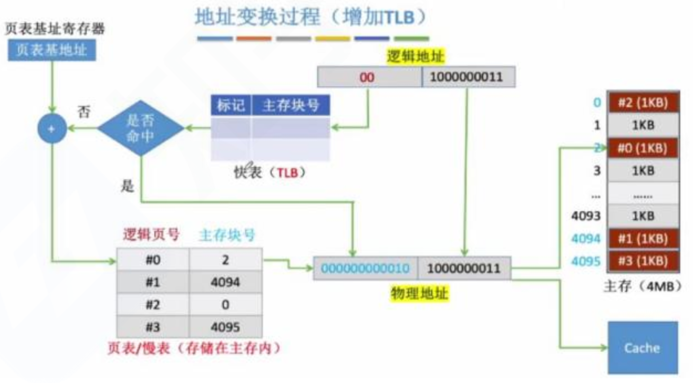 地址变换过程（增加TLB）
页表基址寄存器
页表基地址
逻辑地址
00 1000000011
标记 主存块号
快表（TLB）
是否
命中
否
是
+
逻辑页号 主存块号
#0 2
#1 4094
#2 0
#3 4095
页表/慢表（存储在主存内）
000000000010 1000000011
物理地址
0 #2 (1KB)
1 1KB
2 #0 (1KB)
3 1KB
... ......
4093 1KB
4094 #1 (1KB)
4095 #3 (1KB)
主存（4MB）
Cache